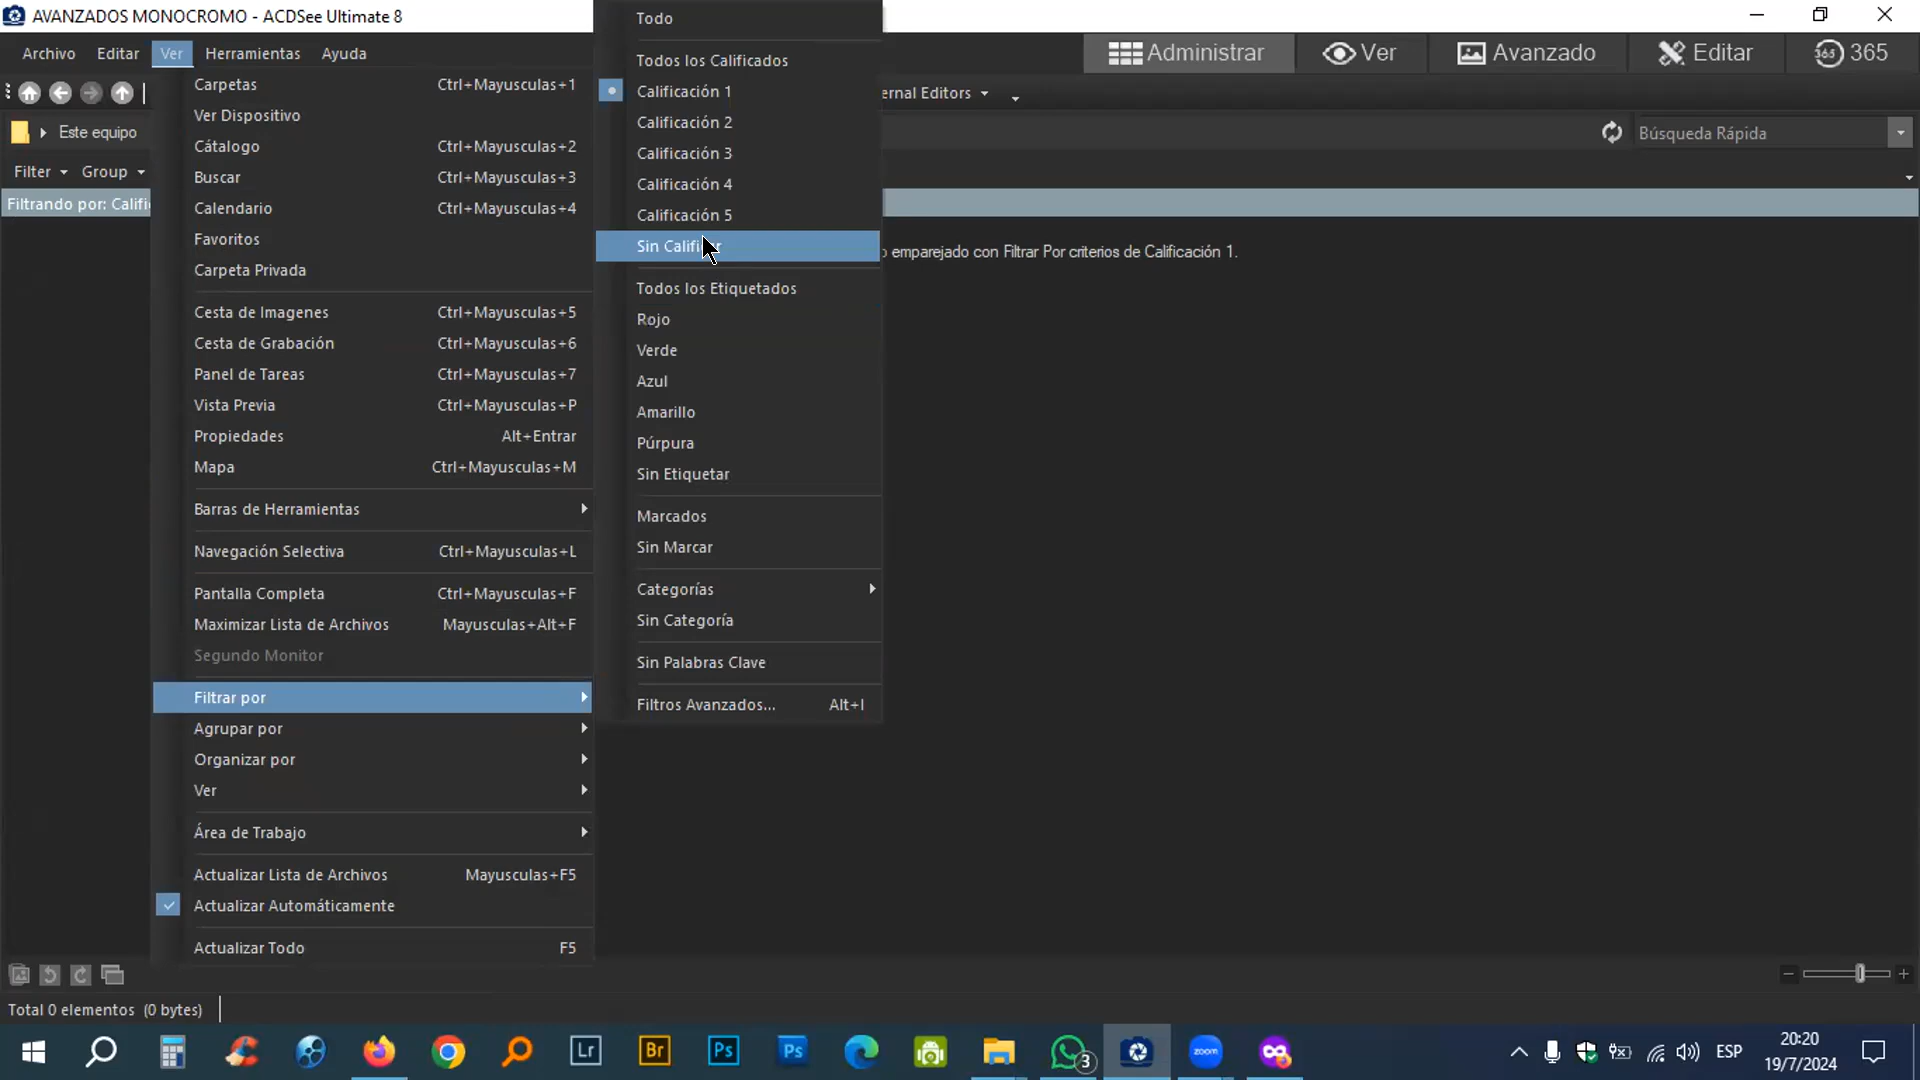 AVANZADOS MONOCROMO - ACDSee Ultimate 8
Archivo Editar Ver Herramientas Ayuda
Administrar Ver Avanzado Editar 365 365
ernal Editors
Este equipo
Búsqueda Rápida
Filter Group
Filtrando por: Califi
emparejado con Filtrar Por criterios de Calificación 1.
Carpetas Ctrl+Mayusculas+1
Ver Dispositivo
Cátalogo Ctrl+Mayusculas+2
Buscar Ctrl+Mayusculas+3
Calendario Ctrl+Mayusculas+4
Favoritos
Carpeta Privada
Cesta de Imagenes Ctrl+Mayusculas+5
Cesta de Grabación Ctrl+Mayusculas+6
Panel de Tareas Ctrl+Mayusculas+7
Vista Previa Ctrl+Mayusculas+P
Propiedades Alt+Entrar
Mapa Ctrl+Mayusculas+M
Barras de Herramientas
Navegación Selectiva Ctrl+Mayusculas+L
Pantalla Completa Ctrl+Mayusculas+F
Maximizar Lista de Archivos Mayusculas+Alt+F
Segundo Monitor
Filtrar por
Agrupar por
Organizar por
Ver
Área de Trabajo
Actualizar Lista de Archivos Mayusculas+F5
Actualizar Automáticamente
Actualizar Todo F5
Todo
Todos los Calificados
Calificación 1
Calificación 2
Calificación 3
Calificación 4
Calificación 5
Sin
Todos los Etiquetados
Rojo
Verde
Azul
Amarillo
Púrpura
Sin Etiquetar
Marcados
Sin Marcar
Categorías
Sin Categoría
Sin Palabras Clave
Filtros Avanzados... Alt+I
Total 0 elementos (0 bytes)
Lr Br Ps Ps 3 zoom
ESP
20:20
19/7/2024